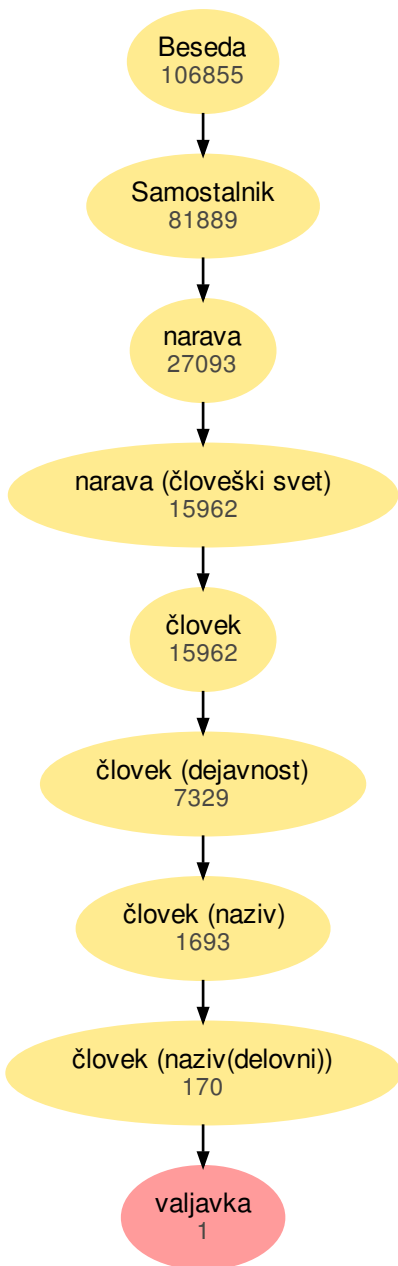 Beseda
106855
Samostalnik
81889
narava
27093
narava (človeški svet)
15962
človek
15962
človek (dejavnost)
7329
človek (naziv)
1693
človek (naziv(delovni))
170
valjavka
1